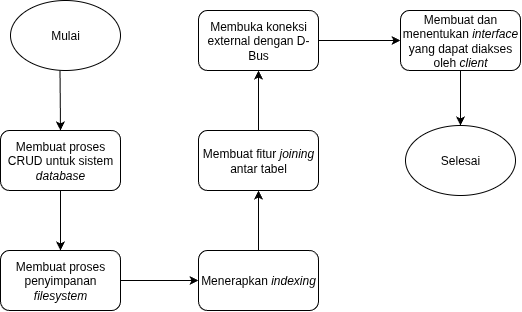 Mulai
Membuat proses
CRUD untuk sistem
database
Membuat proses
penyimpanan
filesystem
Menerapkan indexing
Membuat fitur joining
antar tabel
Membuka koneksi
external dengan D-
Bus
Membuat dan
menentukan interface
yang dapat diakses
oleh client
Selesai